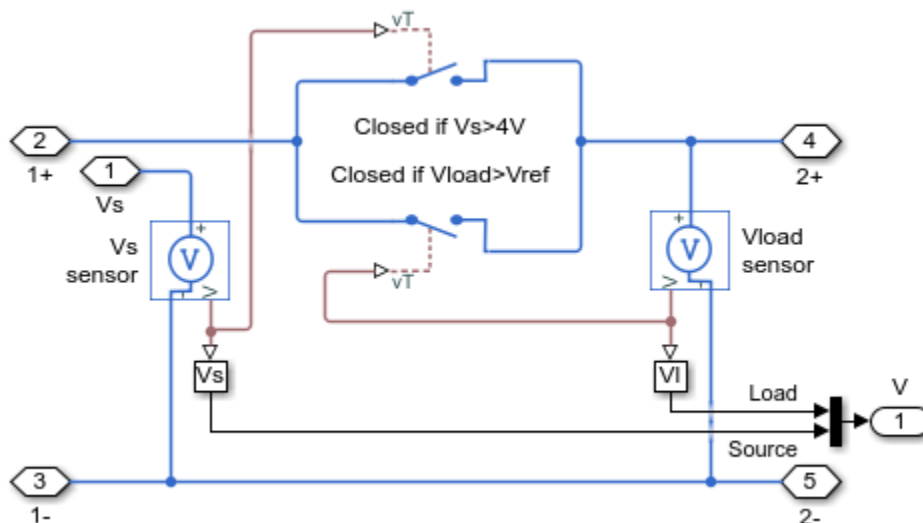 vT
Closed if Vs>4V
2
1+
4
2+
1
Vs
Closed if Vload>Vref
Vs
sensor
+
V
-
V
Vload
sensor
+
V
-
V
vT
Vs
Vl
Load
Source
V
1
3
1-
5
2-